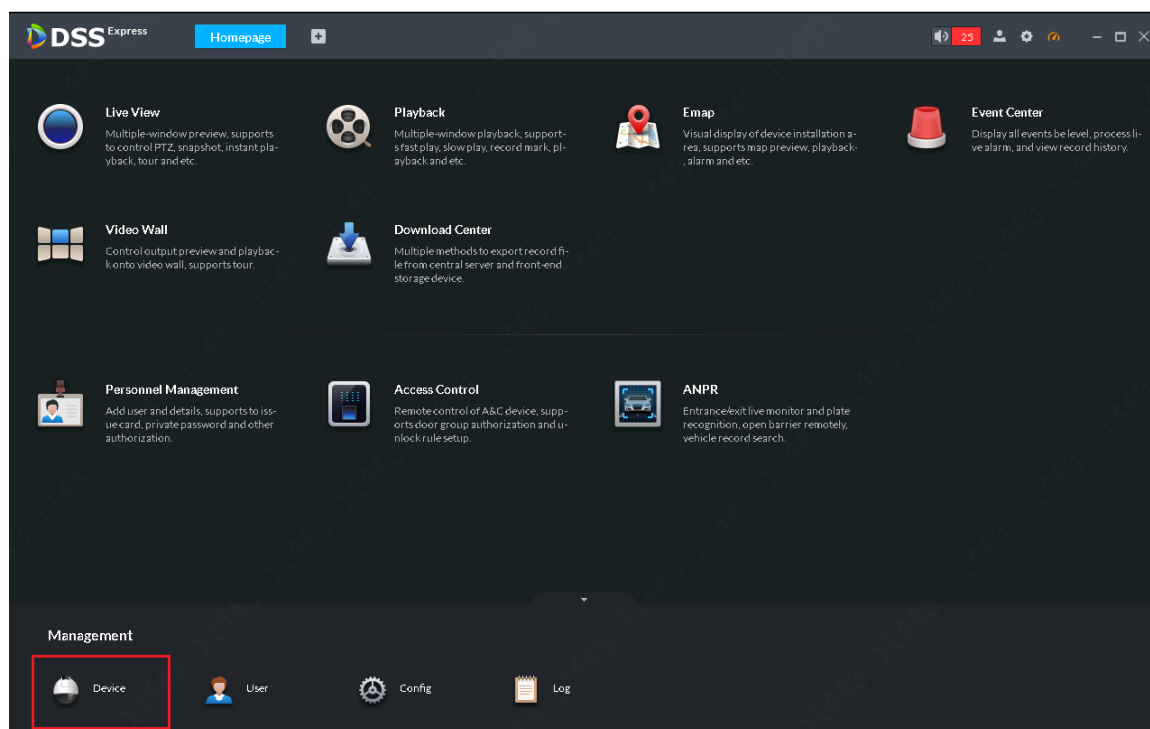 DSS Express
Homepage
25
Live View
Multiple-window preview, supports
to control PTZ, snapshot, instant pla-
yback, tour and etc.
Playback
Multiple-window playback, support-
s fast play, slow play, record mark, pl-
ayback and etc.
Emap
Visual display of device installation a-
rea, supports map preview, playback-
, alarm and etc.
Event Center
Display all events be level, process li-
ve alarm, and view record history.
Video Wall
Control output preview and playbac-
k onto video wall, supports tour.
Download Center
Multiple methods to export record fi-
le from central server and front-end
storage device.
Personnel Management
Add user and details, supports to iss-
ue card, private password and other
authorization.
Access Control
Remote control of A&C device, supp-
orts door group authorization and u-
nlock rule setup.
ANPR
Entrance/exit live monitor and plate
recognition, open barrier remotely,
vehicle record search.
Management
Device
User
Config
Log